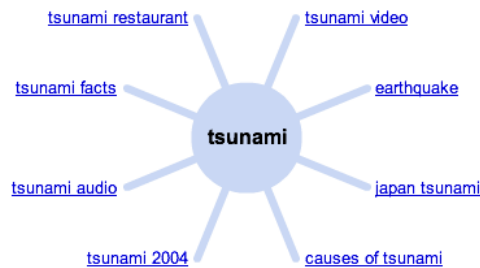 tsunami restaurant
tsunami video
tsunami facts
earthquake
tsunami
tsunami audio
japan tsunami
tsunami 2004
causes of tsunami